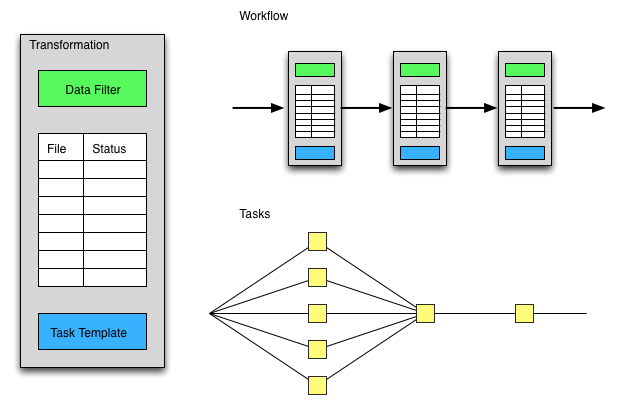 Workflow
Transformation
Data Filter
File Status
Task Template
Tasks